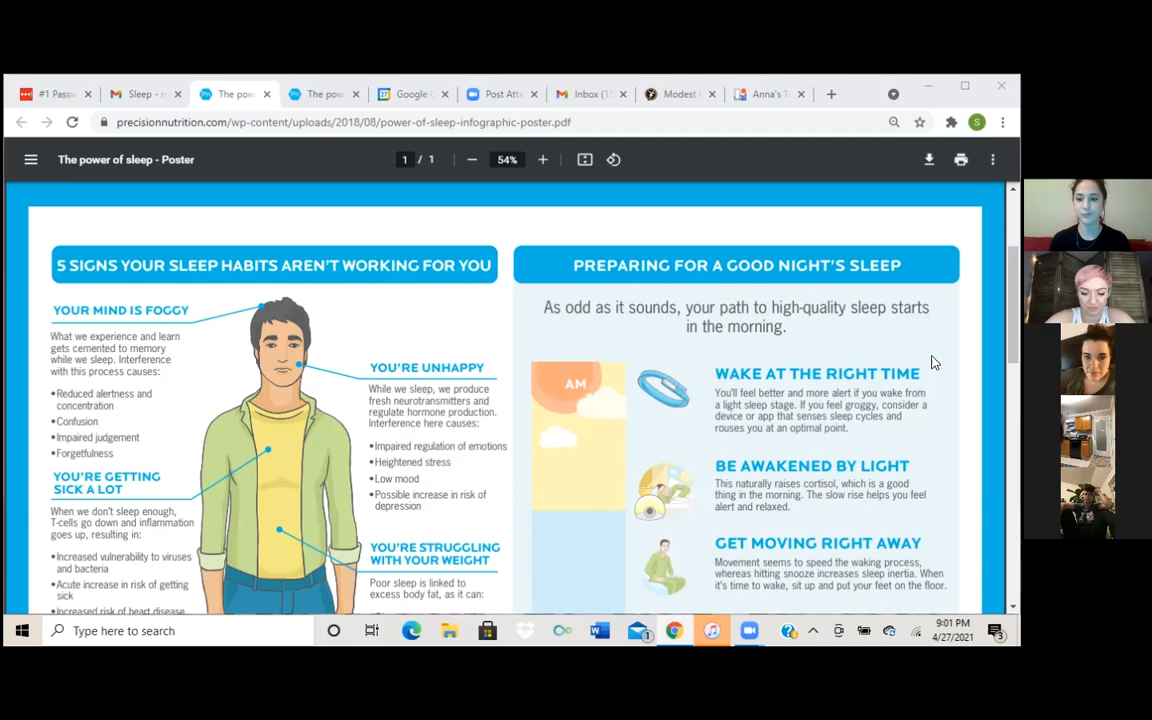 #1 Passw
Sleep -
The pow
The pow
Google
Post Atte
Inbox (1
Modest
Anna's T
precisionnutrition.com/wp-content/uploads/2018/08/power-of-sleep-infographic-poster.pdf
S
The power of sleep - Poster
1 / 1
54%
5 SIGNS YOUR SLEEP HABITS AREN'T WORKING FOR YOU
YOUR MIND IS FOGGY
What we experience and learn
gets cemented to memory
while we sleep. Interference
with this process causes:
•Reduced alertness and
concentration
•Confusion
•Impaired judgement
•Forgetfulness
YOU'RE GETTING
SICK A LOT
When we don't sleep enough,
T-cells go down and inflammation
goes up, resulting in:
•Increased vulnerability to viruses
and bacteria
•Acute increase in risk of getting
sick
•Increased risk of heart disease
YOU'RE UNHAPPY
While we sleep, we produce
fresh neurotransmitters and
regulate hormone production.
Interference here causes:
•Impaired regulation of emotions
•Heightened stress
•Low mood
•Possible increase in risk of
depression
YOU'RE STRUGGLING
WITH YOUR WEIGHT
Poor sleep is linked to
excess body fat, as it can:
PREPARING FOR A GOOD NIGHT'S SLEEP
As odd as it sounds, your path to high-quality sleep starts
in the morning.
AM
WAKE AT THE RIGHT TIME
You'll feel better and more alert if you wake from
a light sleep stage. If you feel groggy, consider a
device or app that senses sleep cycles and
rouses you at an optimal point.
BE AWAKENED BY LIGHT
This naturally raises cortisol, which is a good
thing in the morning. The slow rise helps you feel
alert and relaxed.
GET MOVING RIGHT AWAY
Movement seems to speed the waking process,
whereas hitting snooze increases sleep inertia. When
it's time to wake, sit up and put your feet on the floor.
Type here to search
1
9:01 PM
4/27/2021
3